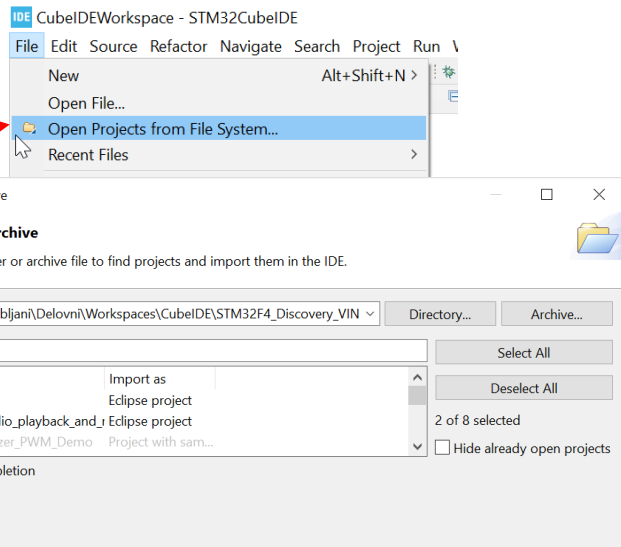 IDE CubeIDEWorkspace - STM32CubeIDE
File Edit Source Refactor Navigate Search Project Run
New Alt+Shift+N >
Open File...
Open Projects from File System...
Recent Files >
chive
er or archive file to find projects and import them in the IDE.
bljani\Delovni\Workspaces\CubeIDE\STM32F4_Discovery_VIN Directory... Archive...
Select All
Import as
Deselect All
Eclipse project
dio_playback_and_r Eclipse project
2 of 8 selected
zer_PWM_Demo Project with sam...
Hide already open projects
pletion